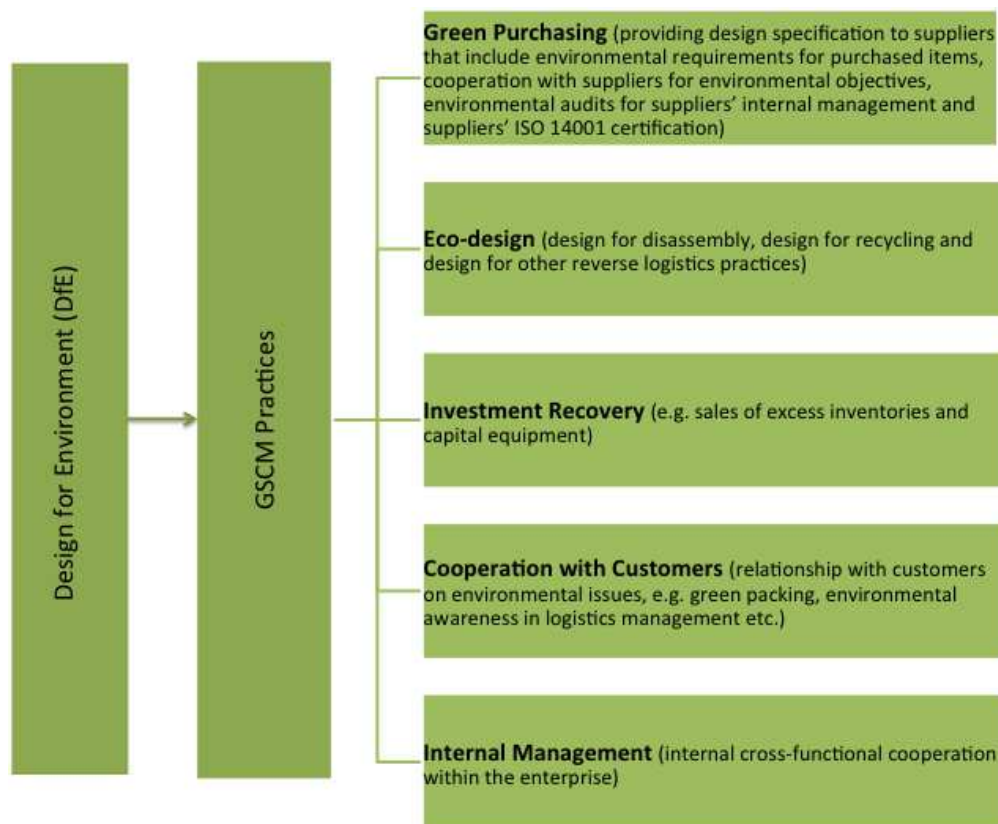 Design for Environment (DfE)
GSCM Practices
Green Purchasing (providing design specification to suppliers
that include environmental requirements for purchased items,
cooperation with suppliers for environmental objectives,
environmental audits for suppliers' internal management and
suppliers' ISO 14001 certification)
Eco-design (design for disassembly, design for recycling and
design for other reverse logistics practices)
Investment Recovery (e.g. sales of excess inventories and
capital equipment)
Cooperation with Customers (relationship with customers
on environmental issues, e.g. green packing, environmental
awareness in logistics management etc.)
Internal Management (internal cross-functional cooperation
within the enterprise)